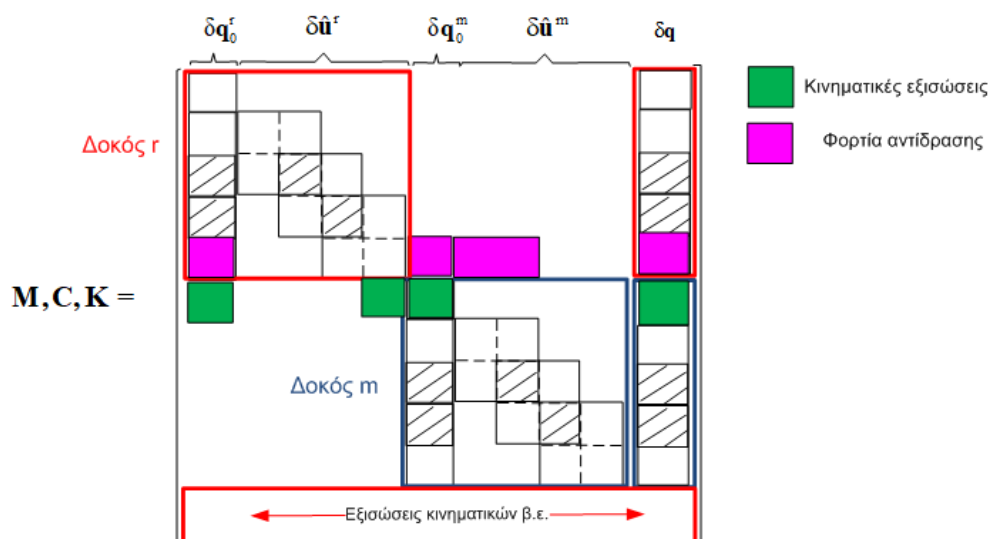 δq₀ʳ δûʳ δq₀ᵐ δûᵐ δq
Κινηματικές εξισώσεις
Φορτία αντίδρασης
Δοκός r
M, C, K =
Δοκός m
Εξισώσεις κινηματικών β.ε.